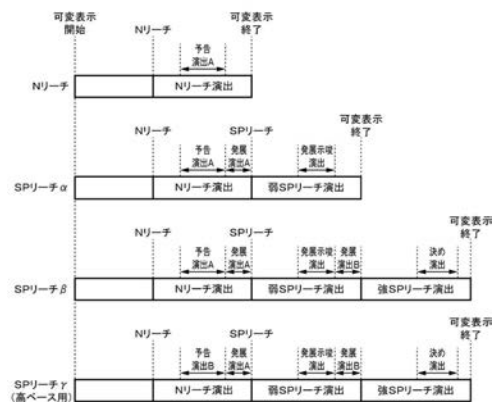 可変表示 可変表示
開始 Nリーチ 終了
予告
演出A
Nリーチ Nリーチ演出
可変表示
Nリーチ SPリーチ 終了
予告 発展 発展示唆
演出A 演出A 演出
SPリーチα Nリーチ演出 弱SPリーチ演出
可変表示
Nリーチ SPリーチ 終了
予告 発展 発展示唆 発展 決め
演出A 演出A 演出 演出B 演出
SPリーチβ Nリーチ演出 弱SPリーチ演出 強SPリーチ演出
可変表示
Nリーチ SPリーチ 終了
予告 発展 発展示唆 発展 決め
演出B 演出A 演出 演出B 演出
SPリーチγ Nリーチ演出 弱SPリーチ演出 強SPリーチ演出
(高ベース用)